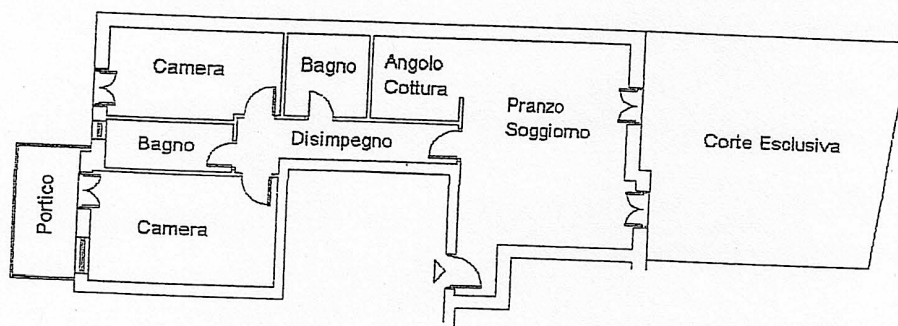 Camera
Bagno
Angolo
Cottura
Pranzo
Soggiorno
Corte Esclusiva
Bagno
Disimpegno
Portico
Camera